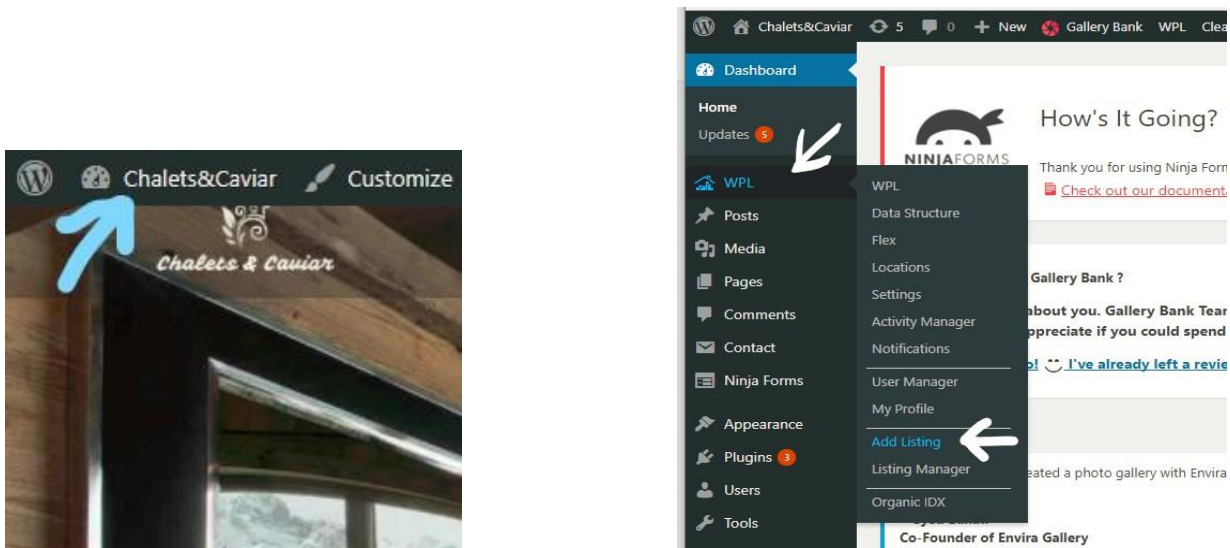 Chalets&Caviar Customize
Chalets & Caviar
Chalets&Caviar 5 0 + New Gallery Bank WPL Clea
Dashboard
Home
Updates 5
WPL
Posts
Media
Pages
Comments
Contact
Ninja Forms
Appearance
Plugins 3
Users
Tools
WPL
Data Structure
Flex
Locations
Settings
Activity Manager
Notifications
User Manager
My Profile
Add Listing
Listing Manager
Organic IDX
NINJAFORMS
How's It Going?
Thank you for using Ninja Forn
Check out our document
Gallery Bank ?
about you. Gallery Bank Tear
ppreciate if you could spend
o! I've already left a revie
eated a photo gallery with Envira
Co-Founder of Envira Gallery